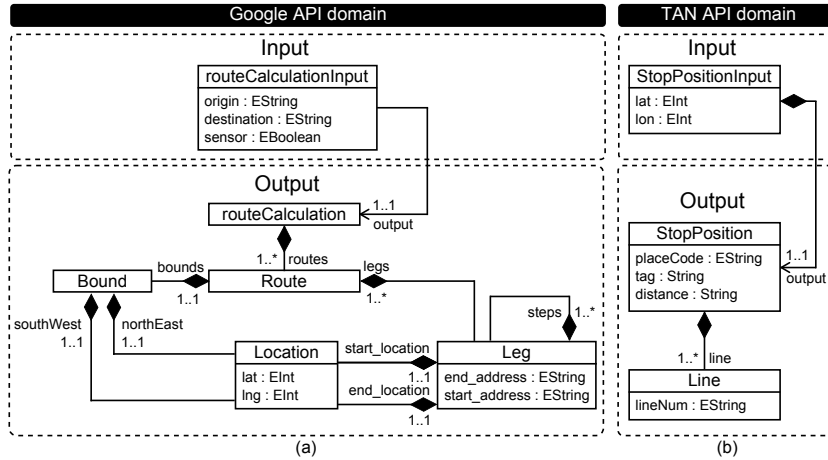 Google API domain
TAN API domain
Input
routeCalculationInput
origin : EString
destination : EString
sensor : EBoolean
Output
routeCalculation
1..1
output
1..*
routes
bounds
legs
Bound
Route
1..1
1..*
southWest
1..1
northEast
1..1
steps
1..*
Location
lat : EInt
lng : EInt
start_location
1..1
end_location
1..1
Leg
end_address : EString
start_address : EString
(a)
Input
StopPositionInput
lat : EInt
lon : EInt
Output
StopPosition
placeCode : EString
tag : String
distance : String
1..1
output
1..*
line
Line
lineNum : EString
(b)